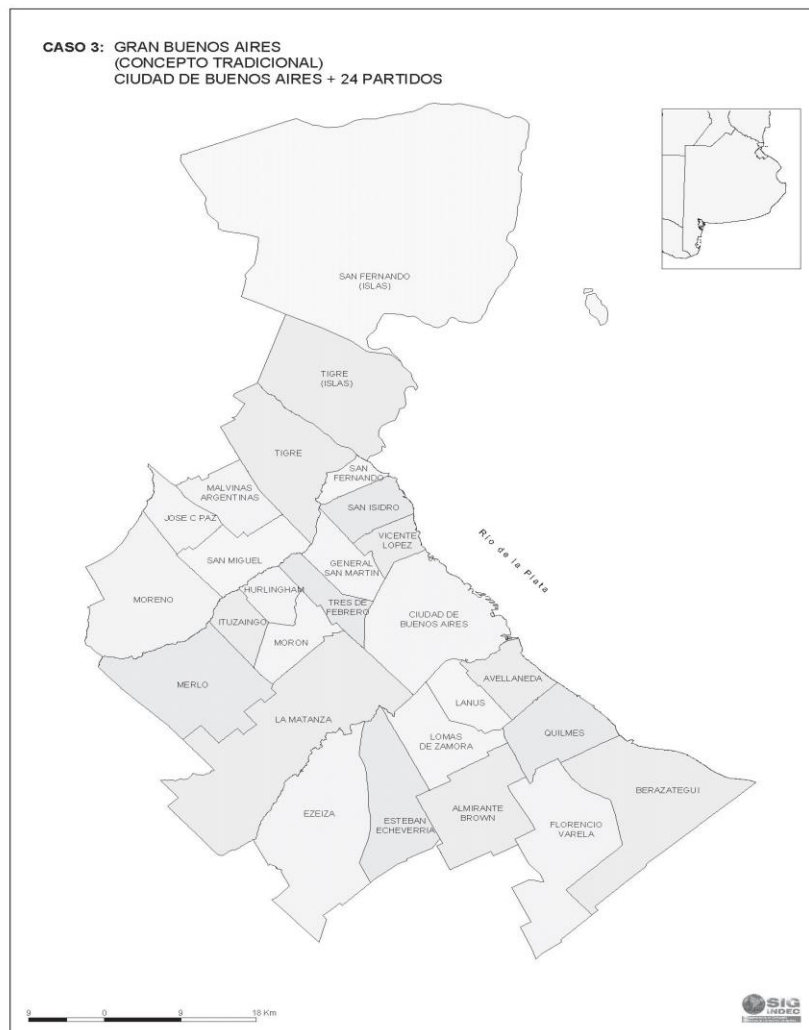 CASO 3: GRAN BUENOS AIRES
(CONCEPTO TRADICIONAL)
CIUDAD DE BUENOS AIRES + 24 PARTIDOS
SAN FERNANDO
(ISLAS)
TIGRE
(ISLAS)
TIGRE
SAN
FERNANDO
MALVINAS
ARGENTINAS
SAN ISIDRO
JOSE C PAZ
VICENTE
LOPEZ
Río de la Plata
SAN MIGUEL
GENERAL
SAN MARTIN
HURLINGHAM
MORENO
TRES DE
FEBRERO
CIUDAD DE
BUENOS AIRES
ITUZAINGO
MORON
MERLO
AVELLANEDA
LANUS
LA MATANZA
LOMAS
DE ZAMORA
QUILMES
BERAZATEGUI
EZEIZA
ALMIRANTE
BROWN
ESTEBAN
ECHEVERRIA
FLORENCIO
VARELA
9 0 9 18 Km
SIG
INDEC